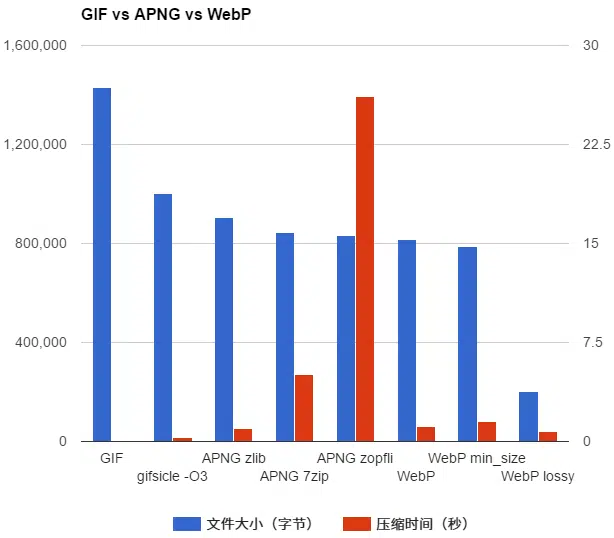 GIF vs APNG vs WebP
1,600,000 30
1,200,000 22.5
800,000 15
400,000 7.5
0 0
GIF APNG zlib APNG zopfli WebP min_size
gifsicle -O3 APNG 7zip WebP WebP lossy
文件大小（字节） 压缩时间（秒）